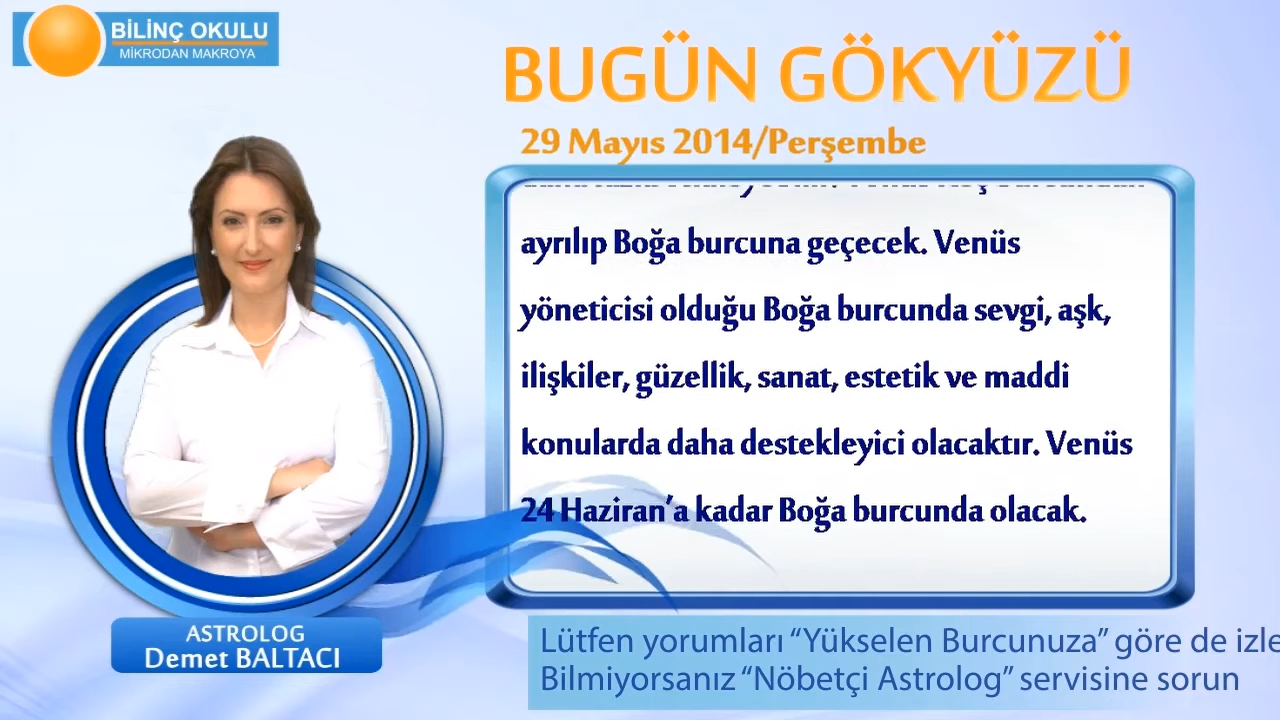 BİLİNÇ OKULU
MİKRODAN MAKROYA
BUGÜN GÖKYÜZÜ
29 Mayıs 2014/Perşembe
ayrılıp Boğa burcuna geçecek. Venüs
yöneticisi olduğu Boğa burcunda sevgi, aşk,
ilişkiler, güzellik, sanat, estetik ve maddi
konularda daha destekleyici olacaktır. Venüs
24 Haziran’a kadar Boğa burcunda olacak.
ASTROLOG
Demet BALTACI
Lütfen yorumları “Yükselen Burcunuza” göre de izle
Bilmiyorsanız “Nöbetçi Astrolog” servisine sorun